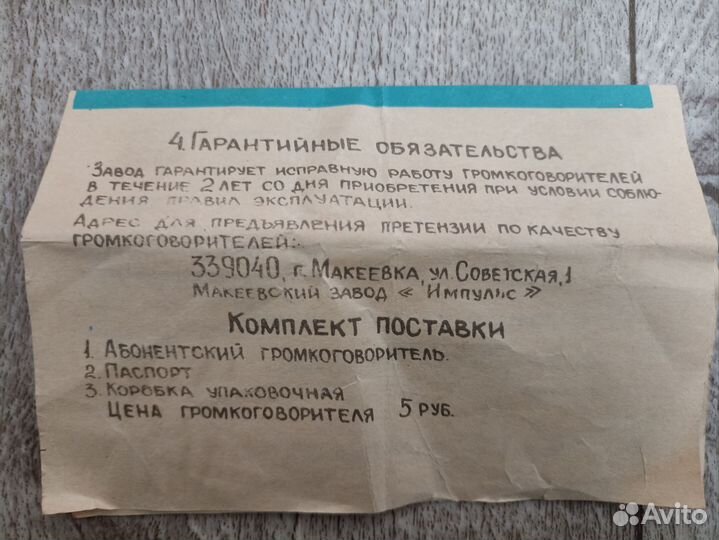 4. ГАРАНТИЙНЫЕ ОБЯЗАТЕЛЬСТВА
ЗАВОД ГАРАНТИРУЕТ ИСПРАВНУЮ РАБОТУ ГРОМКОГОВОРИТЕЛЕЙ
В ТЕЧЕНИЕ 2 ЛЕТ СО ДНЯ ПРИОБРЕТЕНИЯ ПРИ УСЛОВИИ СОБЛЮ-
ДЕНИЯ ПРАВИЛ ЭКСПЛУАТАЦИИ.
АДРЕС ДЛЯ ПРЕДЪЯВЛЕНИЯ ПРЕТЕНЗИИ ПО КАЧЕСТВУ
ГРОМКОГОВОРИТЕЛЕЙ:
339040, г. МАКЕЕВКА, ул. СОВЕТСКАЯ, 1
МАКЕЕВСКИЙ ЗАВОД «ИМПУЛЬС»
КОМПЛЕКТ ПОСТАВКИ
1. АБОНЕНТСКИЙ ГРОМКОГОВОРИТЕЛЬ.
2. ПАСПОРТ
3. КОРОБКА УПАКОВОЧНАЯ
ЦЕНА ГРОМКОГОВОРИТЕЛЯ 5 РУБ.
Avito